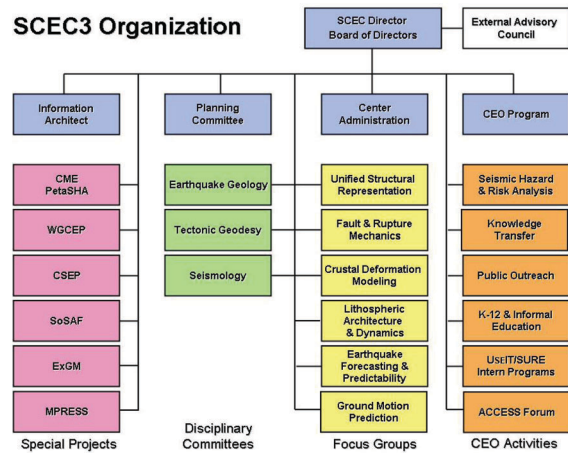 SCEC3 Organization
SCEC Director
Board of Directors
External Advisory
Council
Information
Architect
Planning
Committee
Center
Administration
CEO Program
CME
PetaSHA
Earthquake Geology
Unified Structural
Representation
Seismic Hazard
& Risk Analysis
WGCEP
Tectonic Geodesy
Fault & Rupture
Mechanics
Knowledge
Transfer
CSEP
Seismology
Crustal Deformation
Modeling
Public Outreach
SoSAF
Lithospheric
Architecture
& Dynamics
K-12 & Informal
Education
ExGM
Earthquake
Forecasting &
Predictability
USEIT/SURE
Intern Programs
MPRESS
Ground Motion
Prediction
ACCESS Forum
Special Projects
Disciplinary
Committees
Focus Groups
CEO Activities